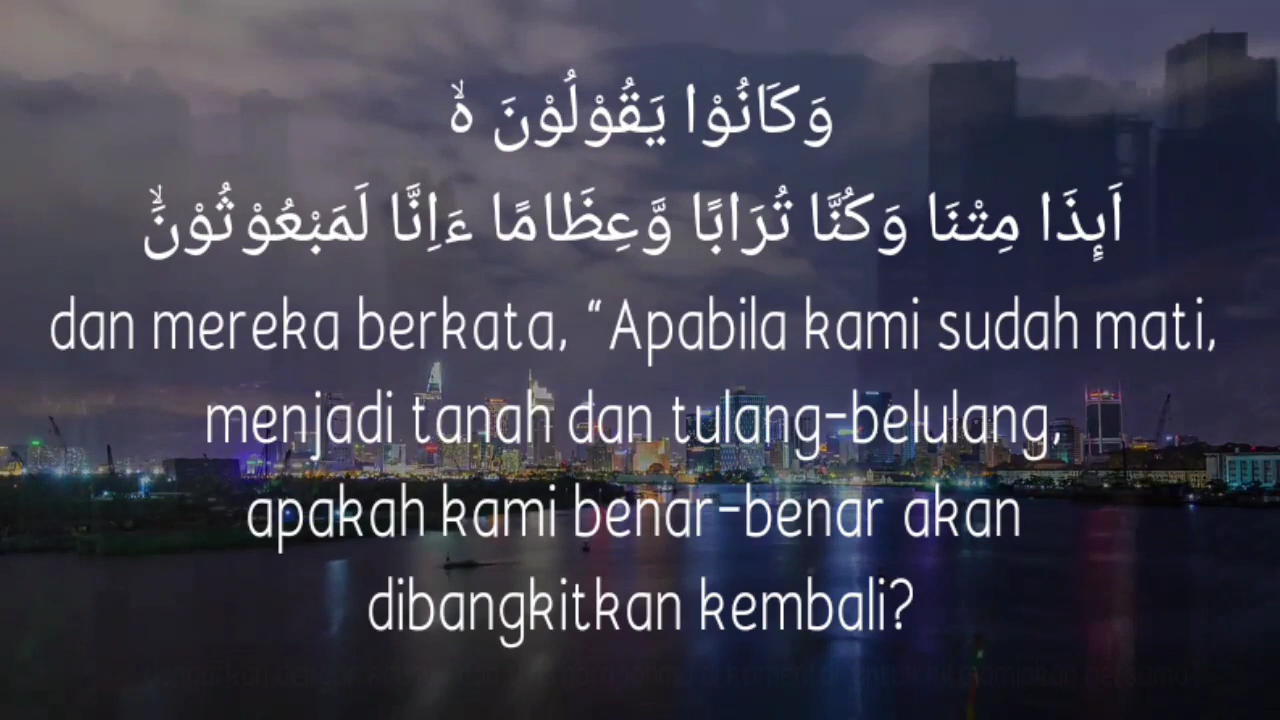 وَكَانُوْا يَقُوْلُوْنَ ەۙ
اَىِٕذَا مِتْنَا وَكُنَّا تُرَابًا وَّعِظَامًا ءَاِنَّا لَمَبْعُوْثُوْنَۙ
dan mereka berkata, “Apabila kami sudah mati,
menjadi tanah dan tulang-belulang,
apakah kami benar-benar akan
dibangkitkan kembali?